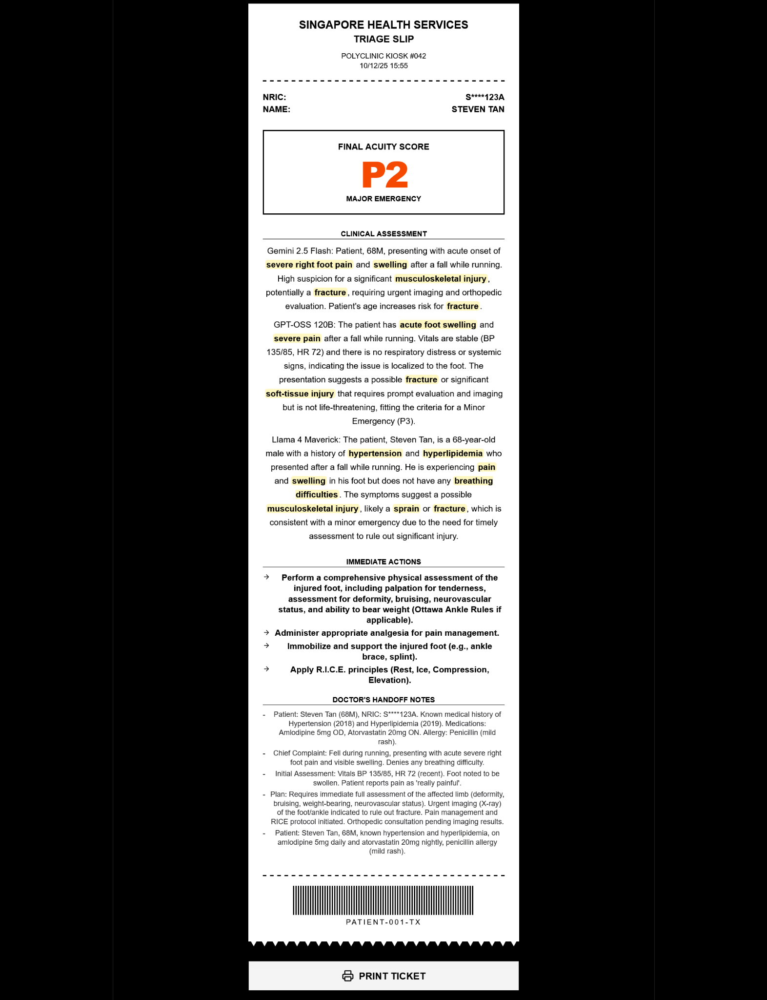 SINGAPORE HEALTH SERVICES
TRIAGE SLIP
POLYCLINIC KIOSK #042
10/12/25 15:55
NRIC: S****123A
NAME: STEVEN TAN
FINAL ACUITY SCORE
P2
MAJOR EMERGENCY
CLINICAL ASSESSMENT
Gemini 2.5 Flash: Patient, 68M, presenting with acute onset of
severe right foot pain and swelling after a fall while running.
High suspicion for a significant musculoskeletal injury,
potentially a fracture, requiring urgent imaging and orthopedic
evaluation. Patient's age increases risk for fracture.
GPT-OSS 120B: The patient has acute foot swelling and
severe pain after a fall while running. Vitals are stable (BP
135/85, HR 72) and there is no respiratory distress or systemic
signs, indicating the issue is localized to the foot. The
presentation suggests a possible fracture or significant
soft-tissue injury that requires prompt evaluation and imaging
but is not life-threatening, fitting the criteria for a Minor
Emergency (P3).
Llama 4 Maverick: The patient, Steven Tan, is a 68-year-old
male with a history of hypertension and hyperlipidemia who
presented after a fall while running. He is experiencing pain
and swelling in his foot but does not have any breathing
difficulties. The symptoms suggest a possible
musculoskeletal injury, likely a sprain or fracture, which is
consistent with a minor emergency due to the need for timely
assessment to rule out significant injury.
IMMEDIATE ACTIONS
→ Perform a comprehensive physical assessment of the
injured foot, including palpation for tenderness,
assessment for deformity, bruising, neurovascular
status, and ability to bear weight (Ottawa Ankle Rules if
applicable).
→ Administer appropriate analgesia for pain management.
→ Immobilize and support the injured foot (e.g., ankle
brace, splint).
→ Apply R.I.C.E. principles (Rest, Ice, Compression,
Elevation).
DOCTOR'S HANDOFF NOTES
- Patient: Steven Tan (68M), NRIC: S****123A. Known medical history of
Hypertension (2018) and Hyperlipidemia (2019). Medications:
Amlodipine 5mg OD, Atorvastatin 20mg ON. Allergy: Penicillin (mild
rash).
- Chief Complaint: Fell during running, presenting with acute severe right
foot pain and visible swelling. Denies any breathing difficulty.
- Initial Assessment: Vitals BP 135/85, HR 72 (recent). Foot noted to be
swollen. Patient reports pain as 'really painful'.
- Plan: Requires immediate full assessment of the affected limb (deformity,
bruising, weight-bearing, neurovascular status). Urgent imaging (X-ray)
of the foot/ankle indicated to rule out fracture. Pain management and
RICE protocol initiated. Orthopedic consultation pending imaging results.
- Patient: Steven Tan, 68M, known hypertension and hyperlipidemia, on
amlodipine 5mg daily and atorvastatin 20mg nightly, penicillin allergy
(mild rash).
PATIENT-001-TX
PRINT TICKET